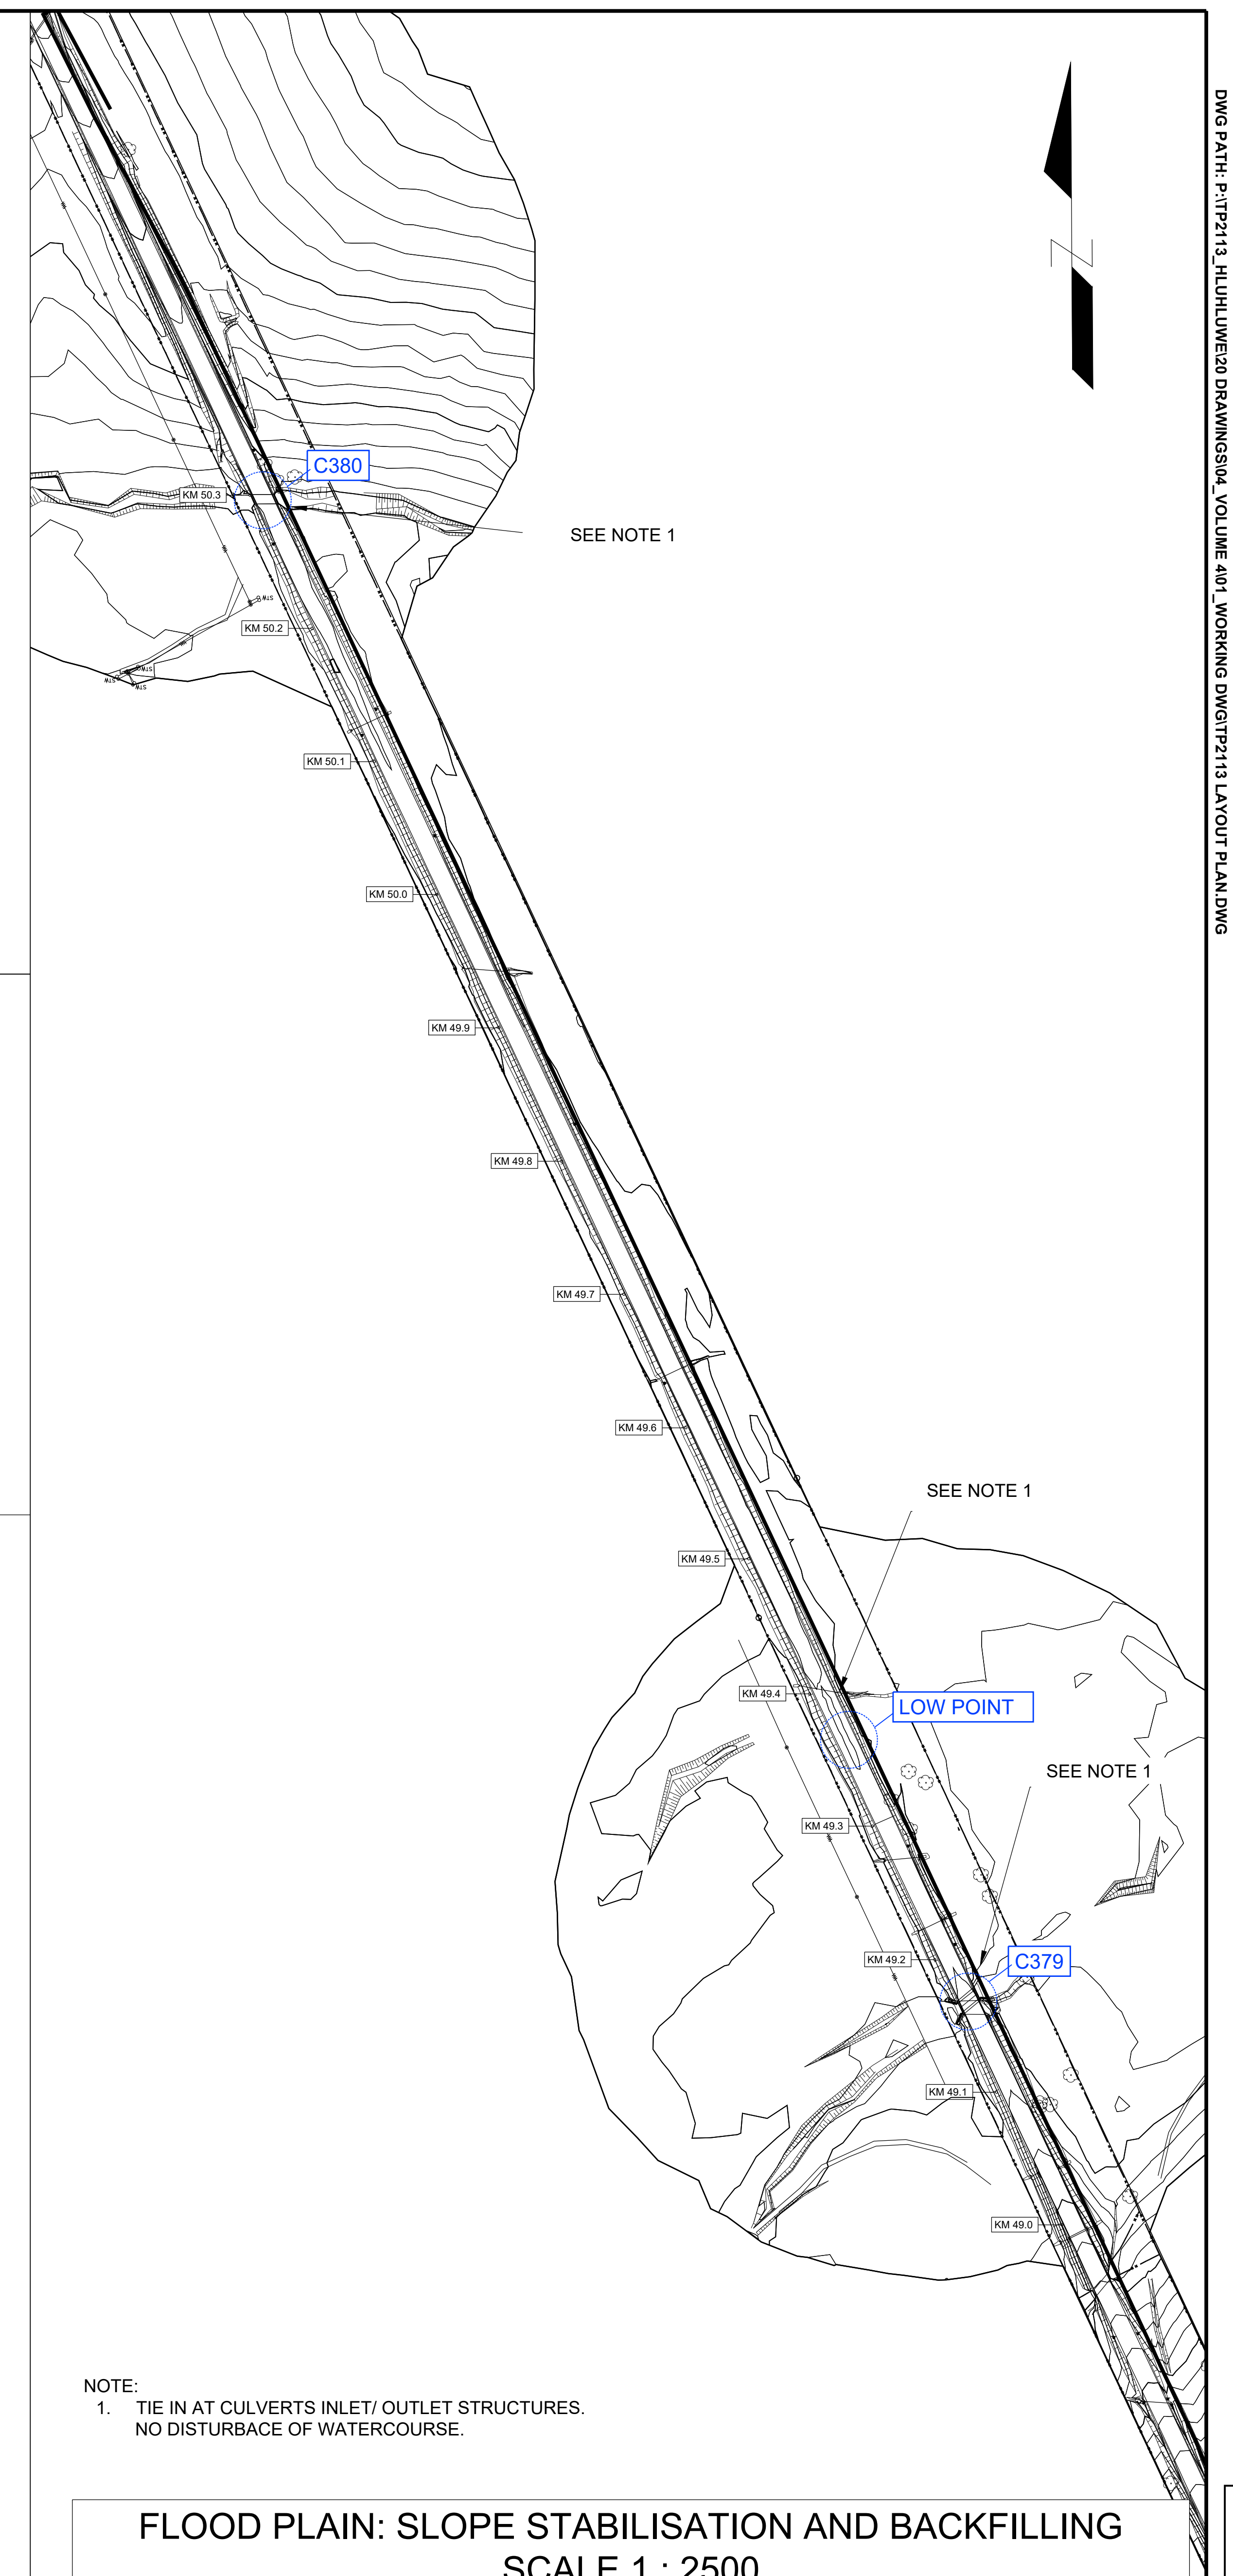 DWG PATH: P:\TP2113_HLUHLUWE\20 DRAWINGS\04_VOLUME 4\01_WORKING DWG\TP2113 LAYOUT PLAN.DWG
C380
KM 50.3
SEE NOTE 1
STW
KM 50.2
STW
STW
STW
KM 50.1
KM 50.0
KM 49.9
KM 49.8
KM 49.7
KM 49.6
SEE NOTE 1
KM 49.5
KM 49.4
LOW POINT
SEE NOTE 1
KM 49.3
KM 49.2
C379
KM 49.1
KM 49.0
NOTE:
1. TIE IN AT CULVERTS INLET/ OUTLET STRUCTURES.
NO DISTURBACE OF WATERCOURSE.
FLOOD PLAIN: SLOPE STABILISATION AND BACKFILLING
SCALE 1 : 2500